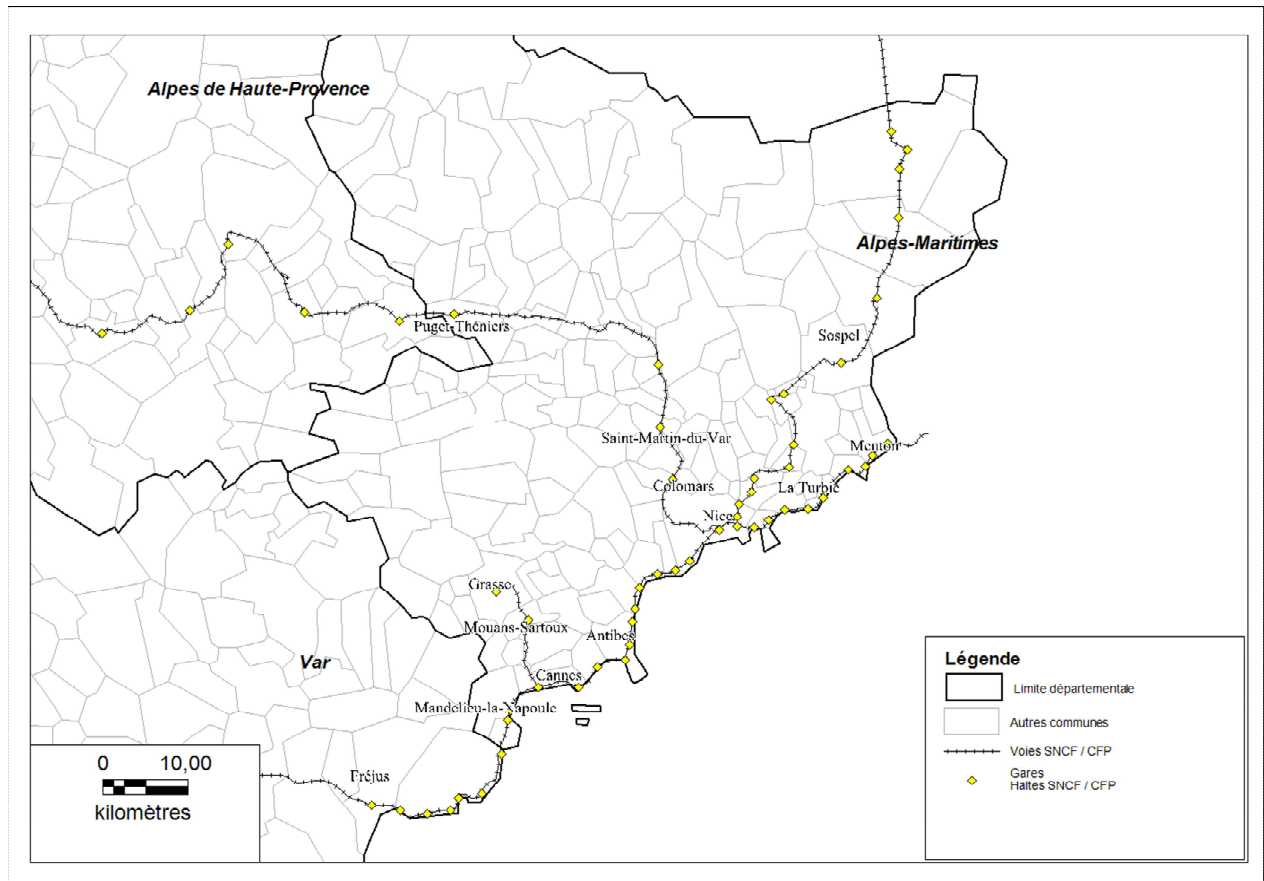 Alpes de Haute-Provence
Alpes-Maritimes
Puget-Théniers
Sospel
Saint-Martin-du-Var
Menton
Colomars
La Turbie
Nice
Grasse
Mouans-Sartoux
Antibes
Var
Cannes
Mandelieu-la-Napoule
Fréjus
0 10,00
kilomètres
Légende
Limite départementale
Autres communes
Voies SNCF / CFP
Gares
Haltes SNCF / CFP